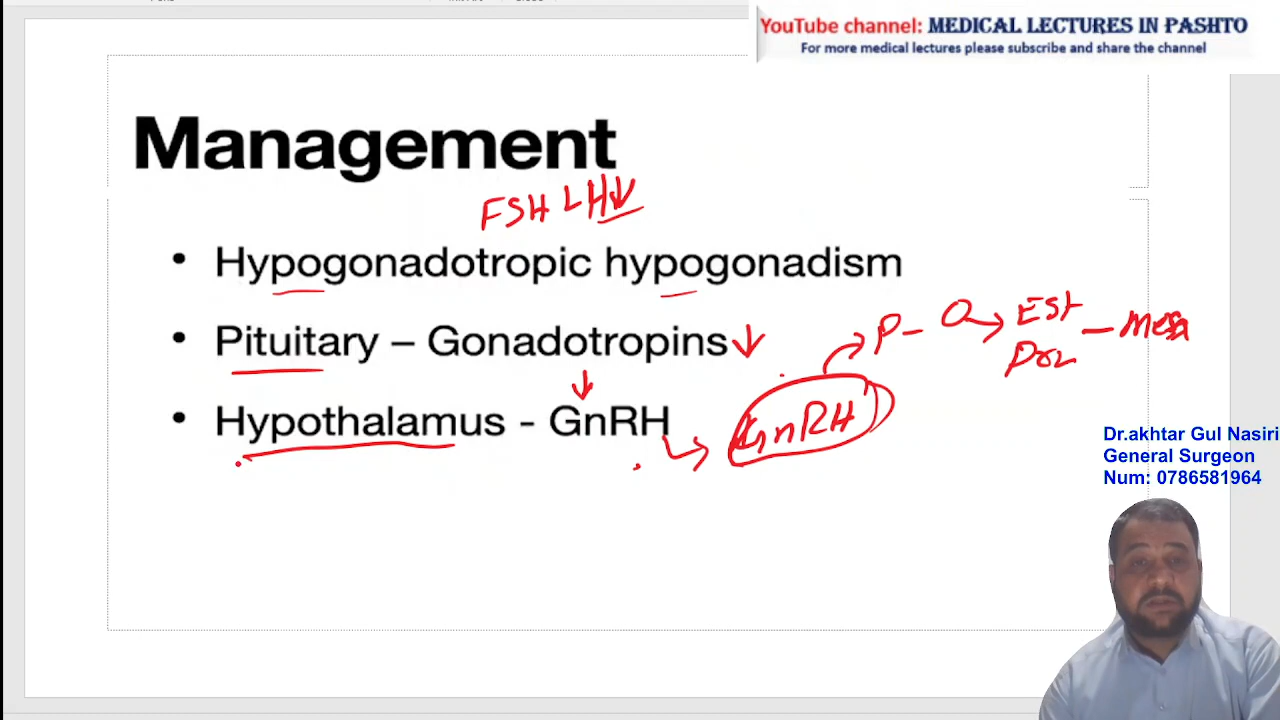 YouTube channel: MEDICAL LECTURES IN PASHTO
For more medical lectures please subscribe and share the channel
Management
FSH LH↓
• Hypogonadotropic hypogonadism
• Pituitary – Gonadotropins ↓
• Hypothalamus - GnRH
GnRH
P - O → Est
Dr.akhtar Gul Nasiri
General Surgeon
Num: 0786581964